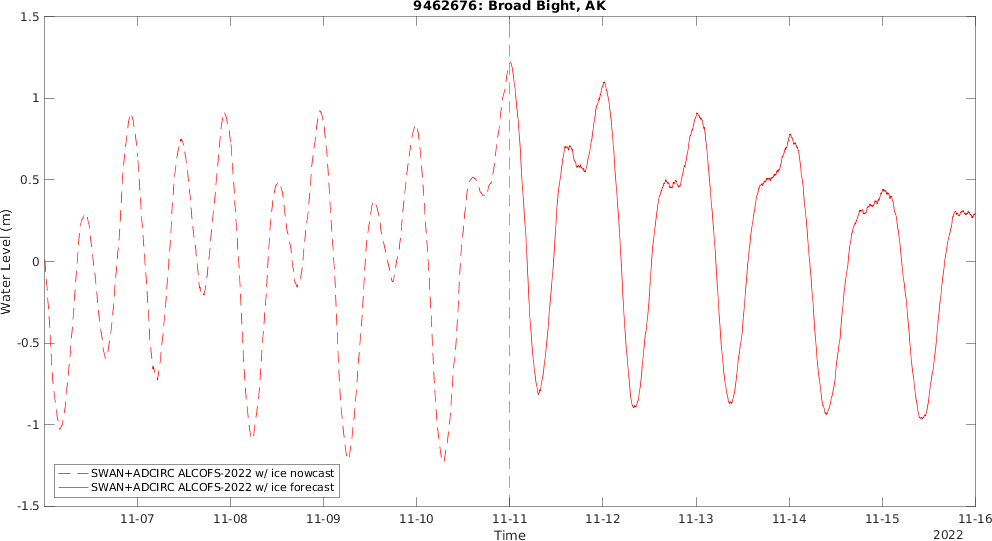 9462676: Broad Bight, AK
1.5
1
0.5
0
-0.5
-1
-1.5
Water Level (m)
SWAN+ADCIRC ALCOFS-2022 w/ ice nowcast
SWAN+ADCIRC ALCOFS-2022 w/ ice forecast
11-07 11-08 11-09 11-10 11-11 11-12 11-13 11-14 11-15 11-16
Time
2022